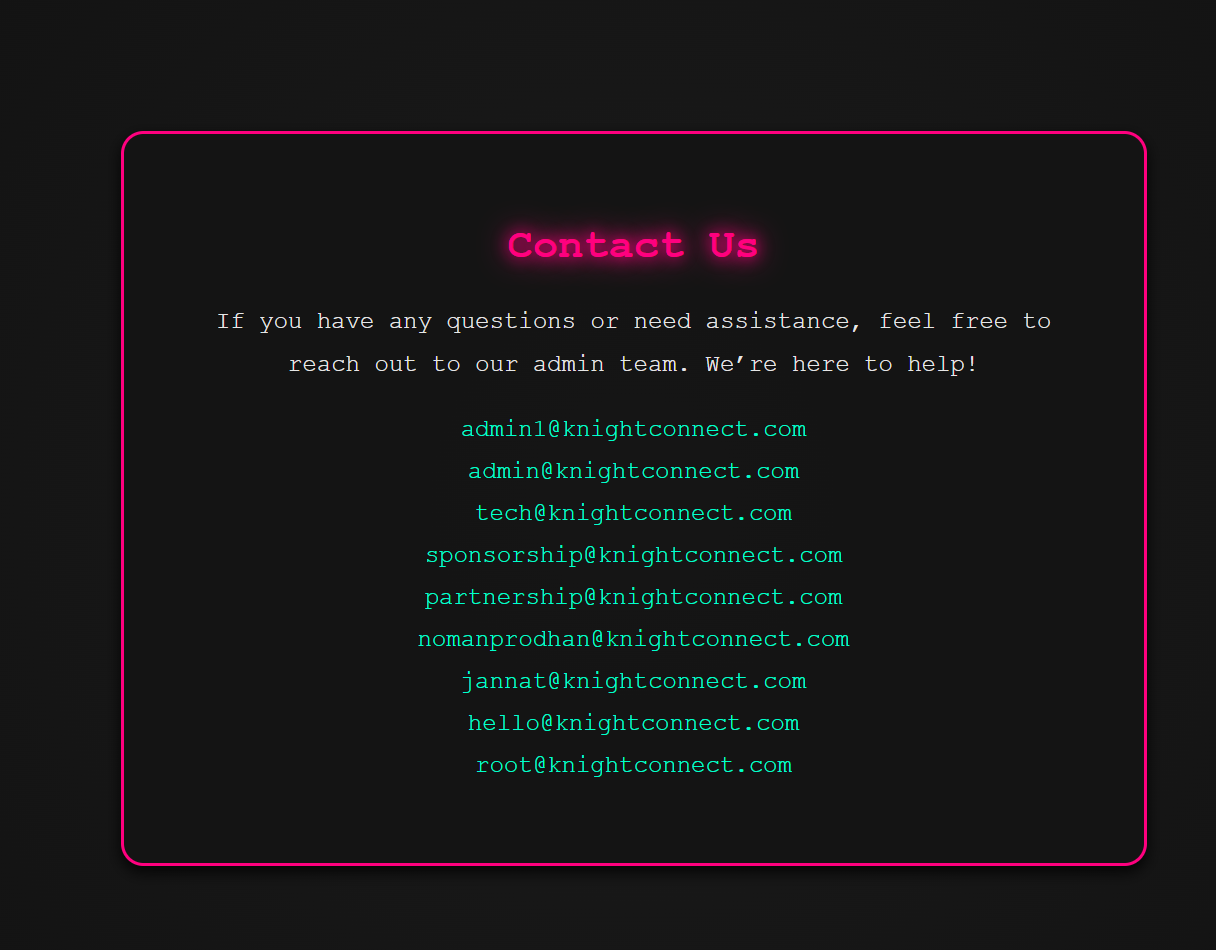 Contact Us
If you have any questions or need assistance, feel free to
reach out to our admin team. We’re here to help!
admin1@knightconnect.com
admin@knightconnect.com
tech@knightconnect.com
sponsorship@knightconnect.com
partnership@knightconnect.com
nomanprodhan@knightconnect.com
jannat@knightconnect.com
hello@knightconnect.com
root@knightconnect.com